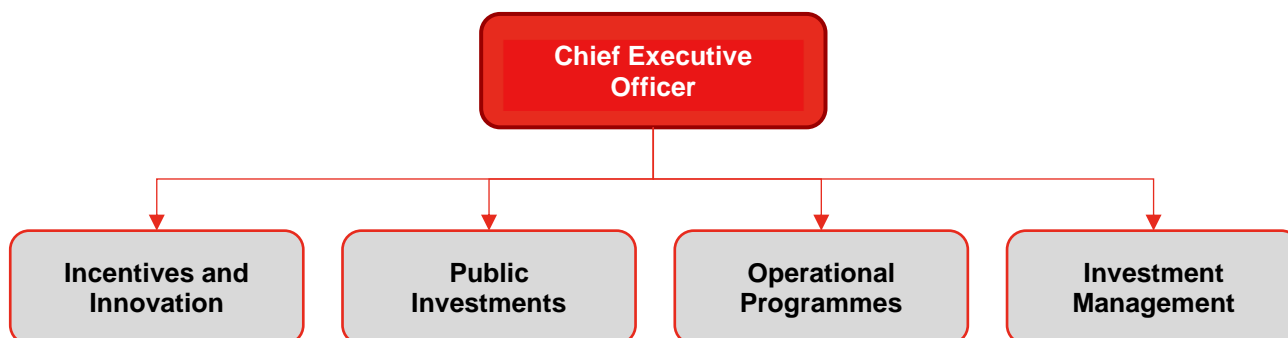 Chief Executive
Officer
Incentives and
Innovation
Public
Investments
Operational
Programmes
Investment
Management